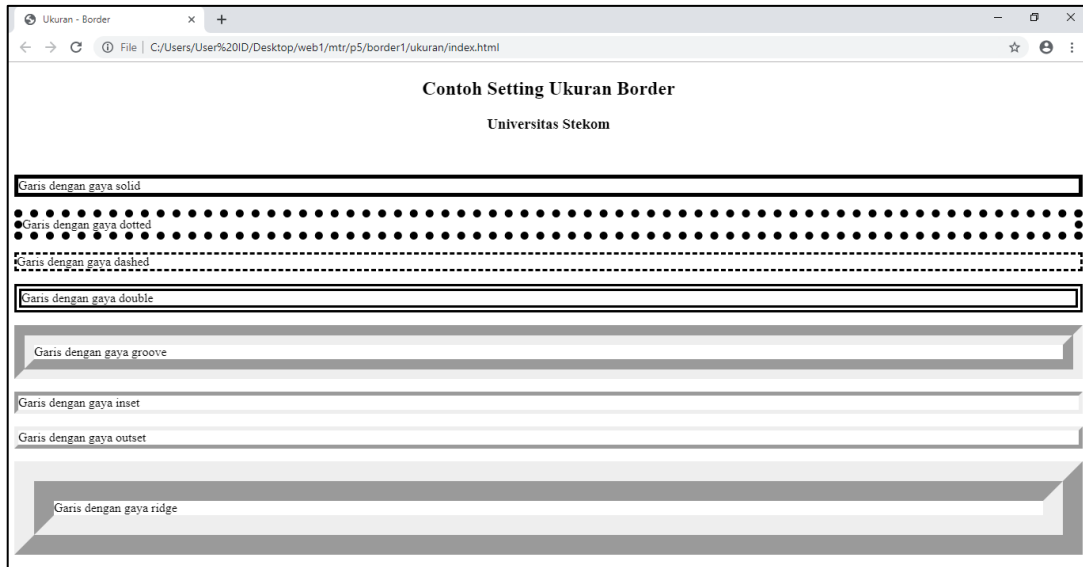 Ukuran - Border
File | C:/Users/User%20ID/Desktop/web1/mtr/p5/border1/ukuran/index.html
Contoh Setting Ukuran Border
Universitas Stekom
Garis dengan gaya solid
Garis dengan gaya dotted
Garis dengan gaya dashed
Garis dengan gaya double
Garis dengan gaya groove
Garis dengan gaya inset
Garis dengan gaya outset
Garis dengan gaya ridge